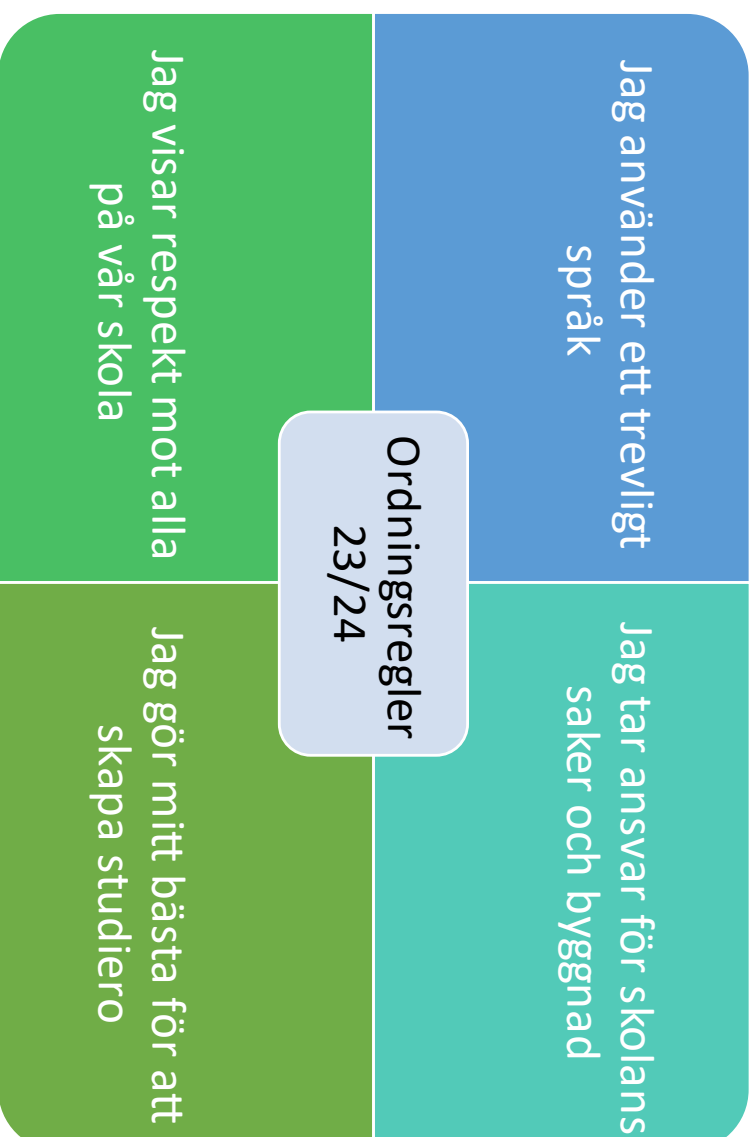 Jag använder ett trevligt
språk
Jag tar ansvar för skolans
saker och byggnad
Ordningsregler
23/24
Jag visar respekt mot alla
på vår skola
Jag gör mitt bästa för att
skapa studiero